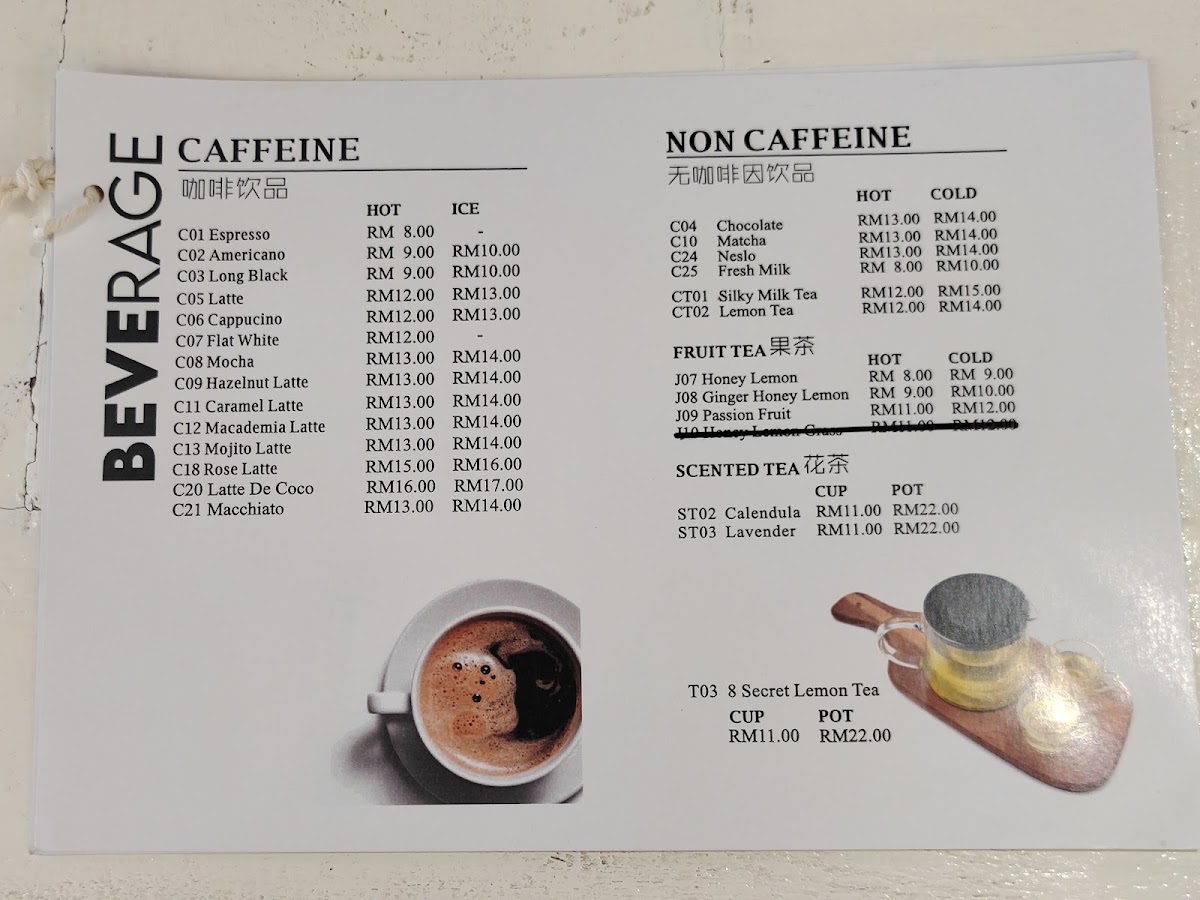 BEVERAGE
CAFFEINE
咖啡饮品
HOT ICE
C01 Espresso RM 8.00 -
C02 Americano RM 9.00 RM10.00
C03 Long Black RM 9.00 RM10.00
C05 Latte RM12.00 RM13.00
C06 Cappucino RM12.00 RM13.00
C07 Flat White RM12.00 -
C08 Mocha RM13.00 RM14.00
C09 Hazelnut Latte RM13.00 RM14.00
C11 Caramel Latte RM13.00 RM14.00
C12 Macademia Latte RM13.00 RM14.00
C13 Mojito Latte RM13.00 RM14.00
C18 Rose Latte RM15.00 RM16.00
C20 Latte De Coco RM16.00 RM17.00
C21 Macchiato RM13.00 RM14.00
NON CAFFEINE
无咖啡因饮品
HOT COLD
C04 Chocolate RM13.00 RM14.00
C10 Matcha RM13.00 RM14.00
C24 Neslo RM13.00 RM14.00
C25 Fresh Milk RM 8.00 RM10.00
CT01 Silky Milk Tea RM12.00 RM15.00
CT02 Lemon Tea RM12.00 RM14.00
FRUIT TEA 果茶
HOT COLD
J07 Honey Lemon RM 8.00 RM 9.00
J08 Ginger Honey Lemon RM 9.00 RM10.00
J09 Passion Fruit RM11.00 RM12.00
J10 Honey Lemon Grass RM11.00 RM12.00
SCENTED TEA 花茶
CUP POT
ST02 Calendula RM11.00 RM22.00
ST03 Lavender RM11.00 RM22.00
T03 8 Secret Lemon Tea
CUP POT
RM11.00 RM22.00